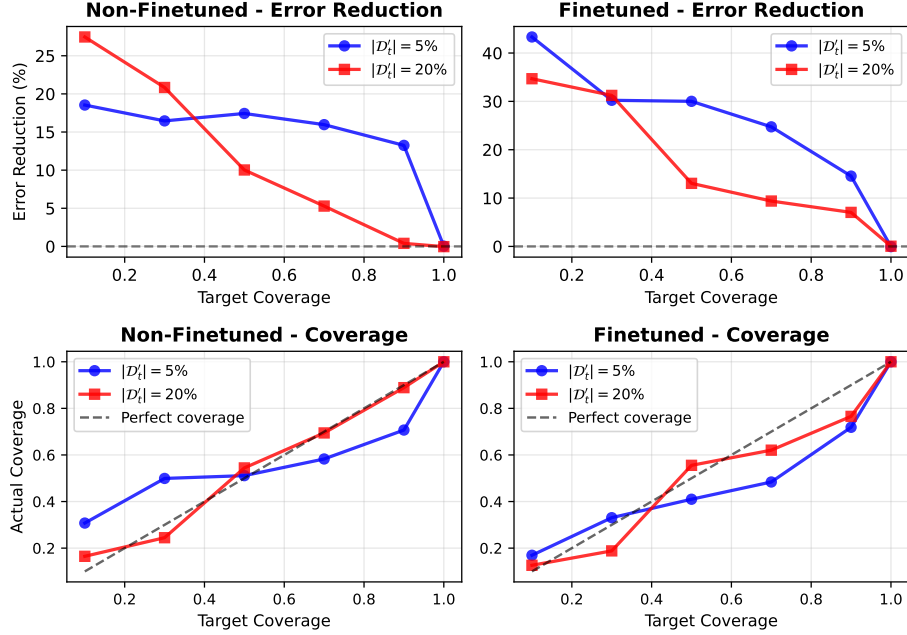 Non-Finetuned - Error Reduction
Error Reduction (%)
25
20
15
10
5
0
|𝒟′ₜ| = 5%
|𝒟′ₜ| = 20%
0.2 0.4 0.6 0.8 1.0
Target Coverage
Finetuned - Error Reduction
40
30
20
10
0
|𝒟′ₜ| = 5%
|𝒟′ₜ| = 20%
0.2 0.4 0.6 0.8 1.0
Target Coverage
Non-Finetuned - Coverage
Actual Coverage
1.0
0.8
0.6
0.4
0.2
|𝒟′ₜ| = 5%
|𝒟′ₜ| = 20%
Perfect coverage
0.2 0.4 0.6 0.8 1.0
Target Coverage
Finetuned - Coverage
1.0
0.8
0.6
0.4
0.2
|𝒟′ₜ| = 5%
|𝒟′ₜ| = 20%
Perfect coverage
0.2 0.4 0.6 0.8 1.0
Target Coverage